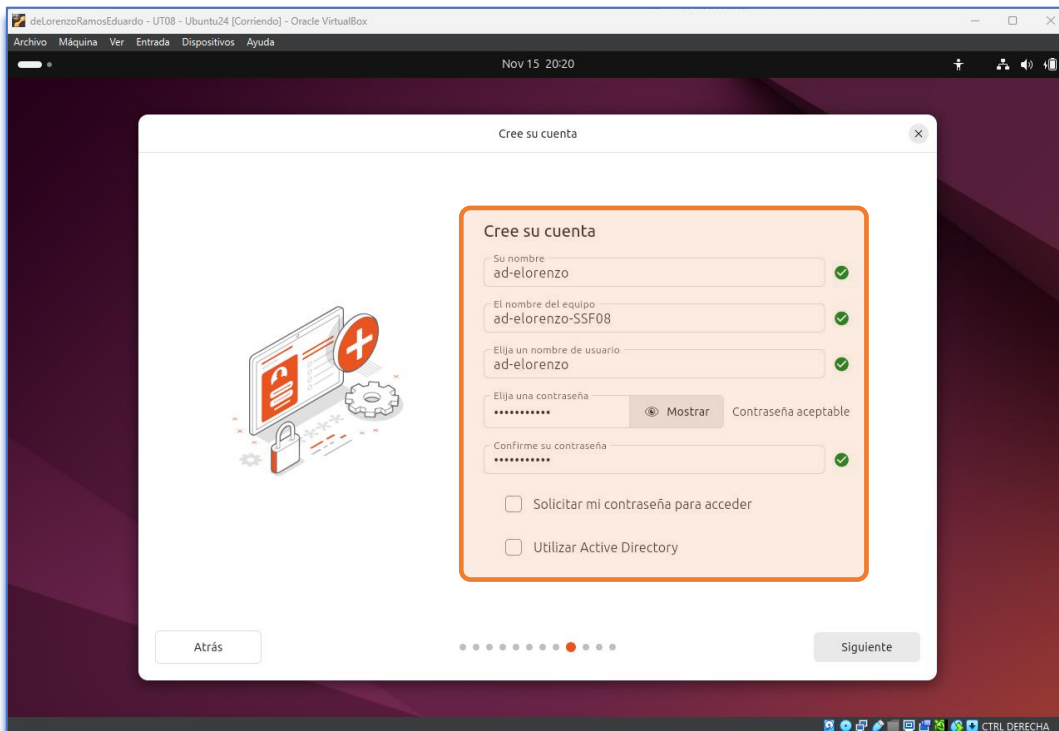 deLorenzoRamosEduardo - UT08 - Ubuntu24 [Corriendo] - Oracle VirtualBox
Archivo Máquina Ver Entrada Dispositivos Ayuda
Nov 15 20:20
Cree su cuenta
Cree su cuenta
Su nombre
ad-elorenzo
El nombre del equipo
ad-elorenzo-SSF08
Elija un nombre de usuario
ad-elorenzo
Elija una contraseña
••••••••••• Mostrar Contraseña aceptable
Confirme su contraseña
•••••••••••
Solicitar mi contraseña para acceder
Utilizar Active Directory
Atrás Siguiente
CTRL DERECHA